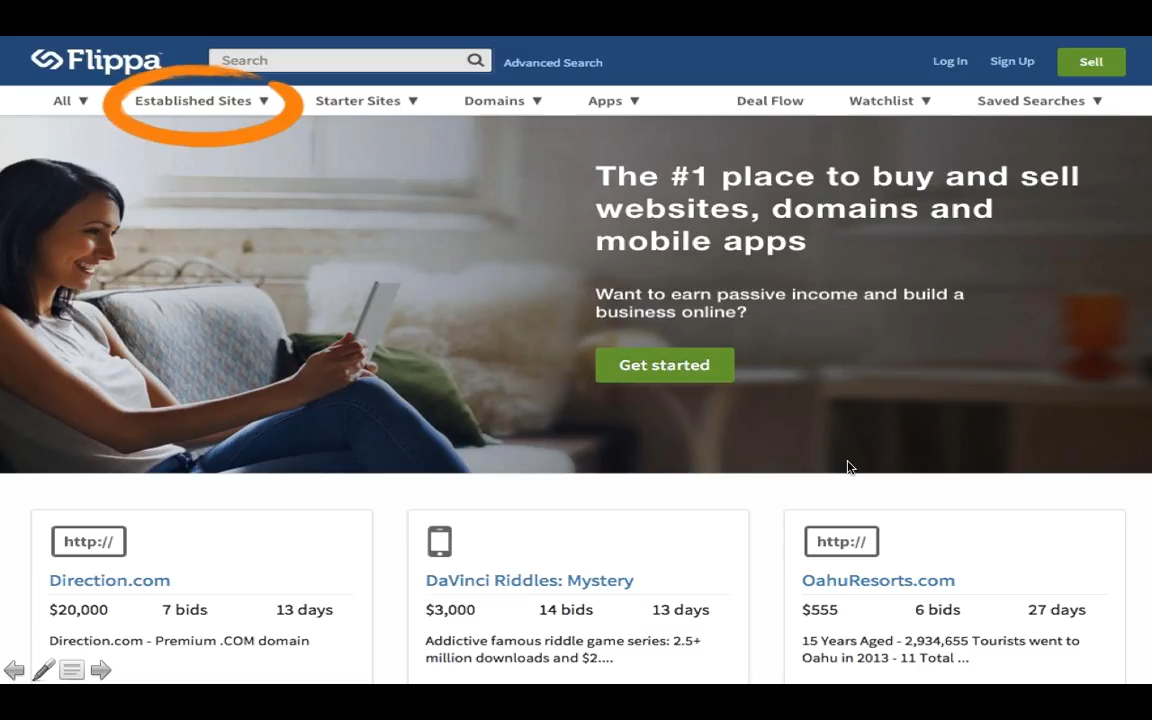 Flippa
Search
Advanced Search
Log In
Sign Up
Sell
All ▼
Established Sites ▼
Starter Sites ▼
Domains ▼
Apps ▼
Deal Flow
Watchlist ▼
Saved Searches ▼
The #1 place to buy and sell
websites, domains and
mobile apps
Want to earn passive income and build a
business online?
Get started
http://
Direction.com
$20,000 7 bids 13 days
Direction.com - Premium .COM domain
DaVinci Riddles: Mystery
$3,000 14 bids 13 days
Addictive famous riddle game series: 2.5+
million downloads and $2....
http://
OahuResorts.com
$555 6 bids 27 days
15 Years Aged - 2,934,655 Tourists went to
Oahu in 2013 - 11 Total ...